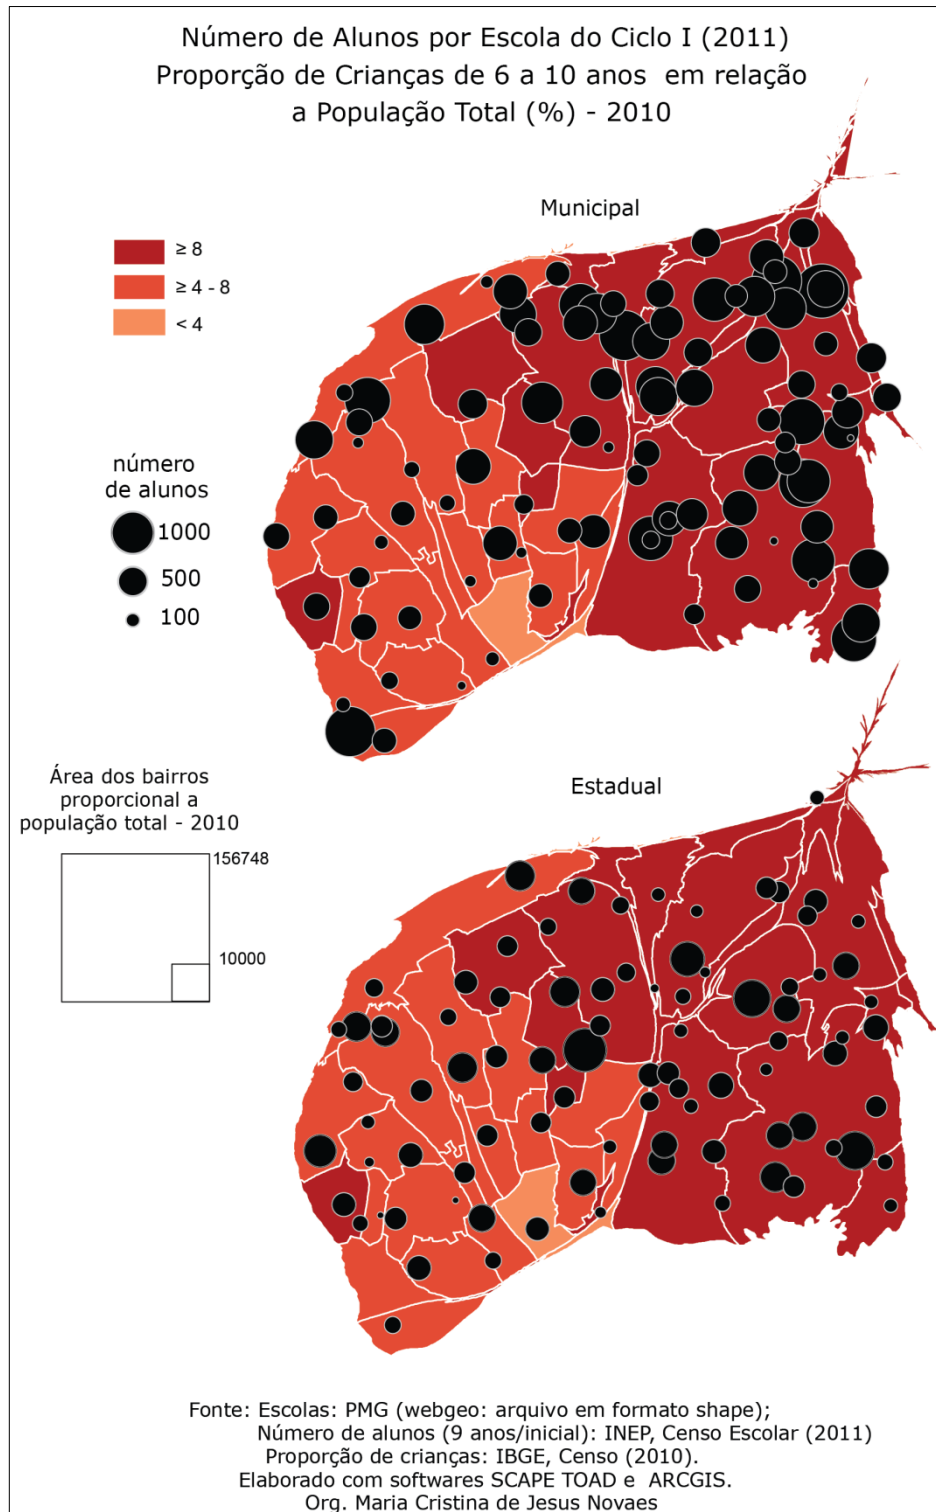 Número de Alunos por Escola do Ciclo I (2011)
Proporção de Crianças de 6 a 10 anos em relação
a População Total (%) - 2010
Municipal
≥ 8
≥ 4 - 8
< 4
número
de alunos
1000
500
100
Estadual
Área dos bairros
proporcional a
população total - 2010
156748
10000
Fonte: Escolas: PMG (webgeo: arquivo em formato shape);
Número de alunos (9 anos/inicial): INEP, Censo Escolar (2011)
Proporção de crianças: IBGE, Censo (2010).
Elaborado com softwares SCAPE TOAD e ARCGIS.
Org. Maria Cristina de Jesus Novaes